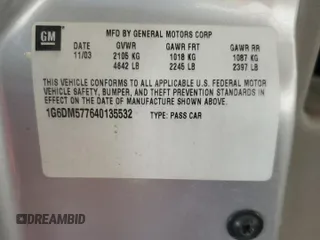 GM
MFD BY GENERAL MOTORS CORP
DATE GVWR GAWR FRT GAWR RR
11/03 2105 KG 1018 KG 1087 KG
4642 LB 2245 LB 2397 LB
THIS VEHICLE CONFORMS TO ALL APPLICABLE U.S. FEDERAL MOTOR
VEHICLE SAFETY, BUMPER, AND THEFT PREVENTION STANDARDS IN
EFFECT ON THE DATE OF MANUFACTURE SHOWN ABOVE.
1G6DM577640135532 TYPE: PASS CAR
DREAMBID